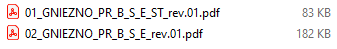 01_GNIEZNO_PR_B_S_E_ST_rev.01.pdf 83 KB
02_GNIEZNO_PR_B_S_E_rev.01.pdf 182 KB